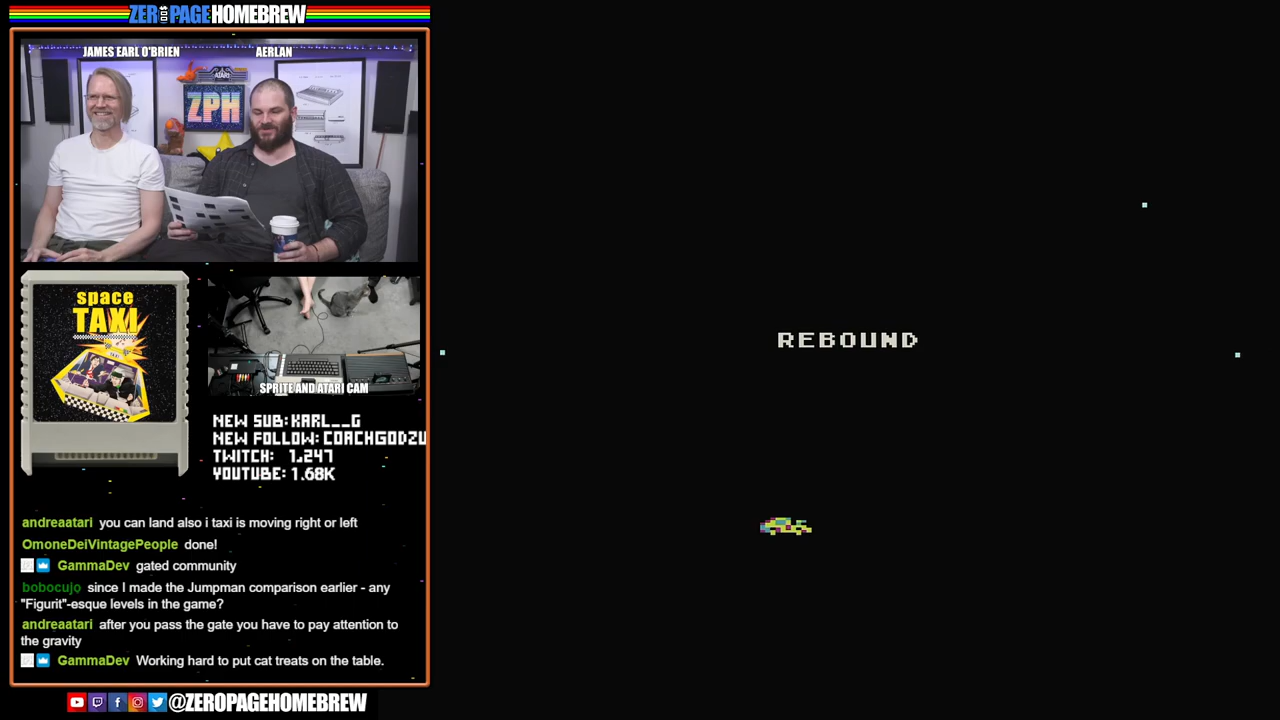 ZEROPAGE HOMEBREW
JAMES EARL O'BRIEN
AERLAN
ATARI
ZPH
space
TAXI
SPRITE AND ATARI CAM
NEW SUB: KARL__G
NEW FOLLOW: COACHGODZU
TWITCH: 1,247
YOUTUBE: 1.68K
REBOUND
andreaatari you can land also i taxi is moving right or left
OmoneDeiVintagePeople done!
GammaDev gated community
bobocujo since I made the Jumpman comparison earlier - any
"Figurit"-esque levels in the game?
andreaatari after you pass the gate you have to pay attention to
the gravity
GammaDev Working hard to put cat treats on the table.
@ZEROPAGEHOMEBREW